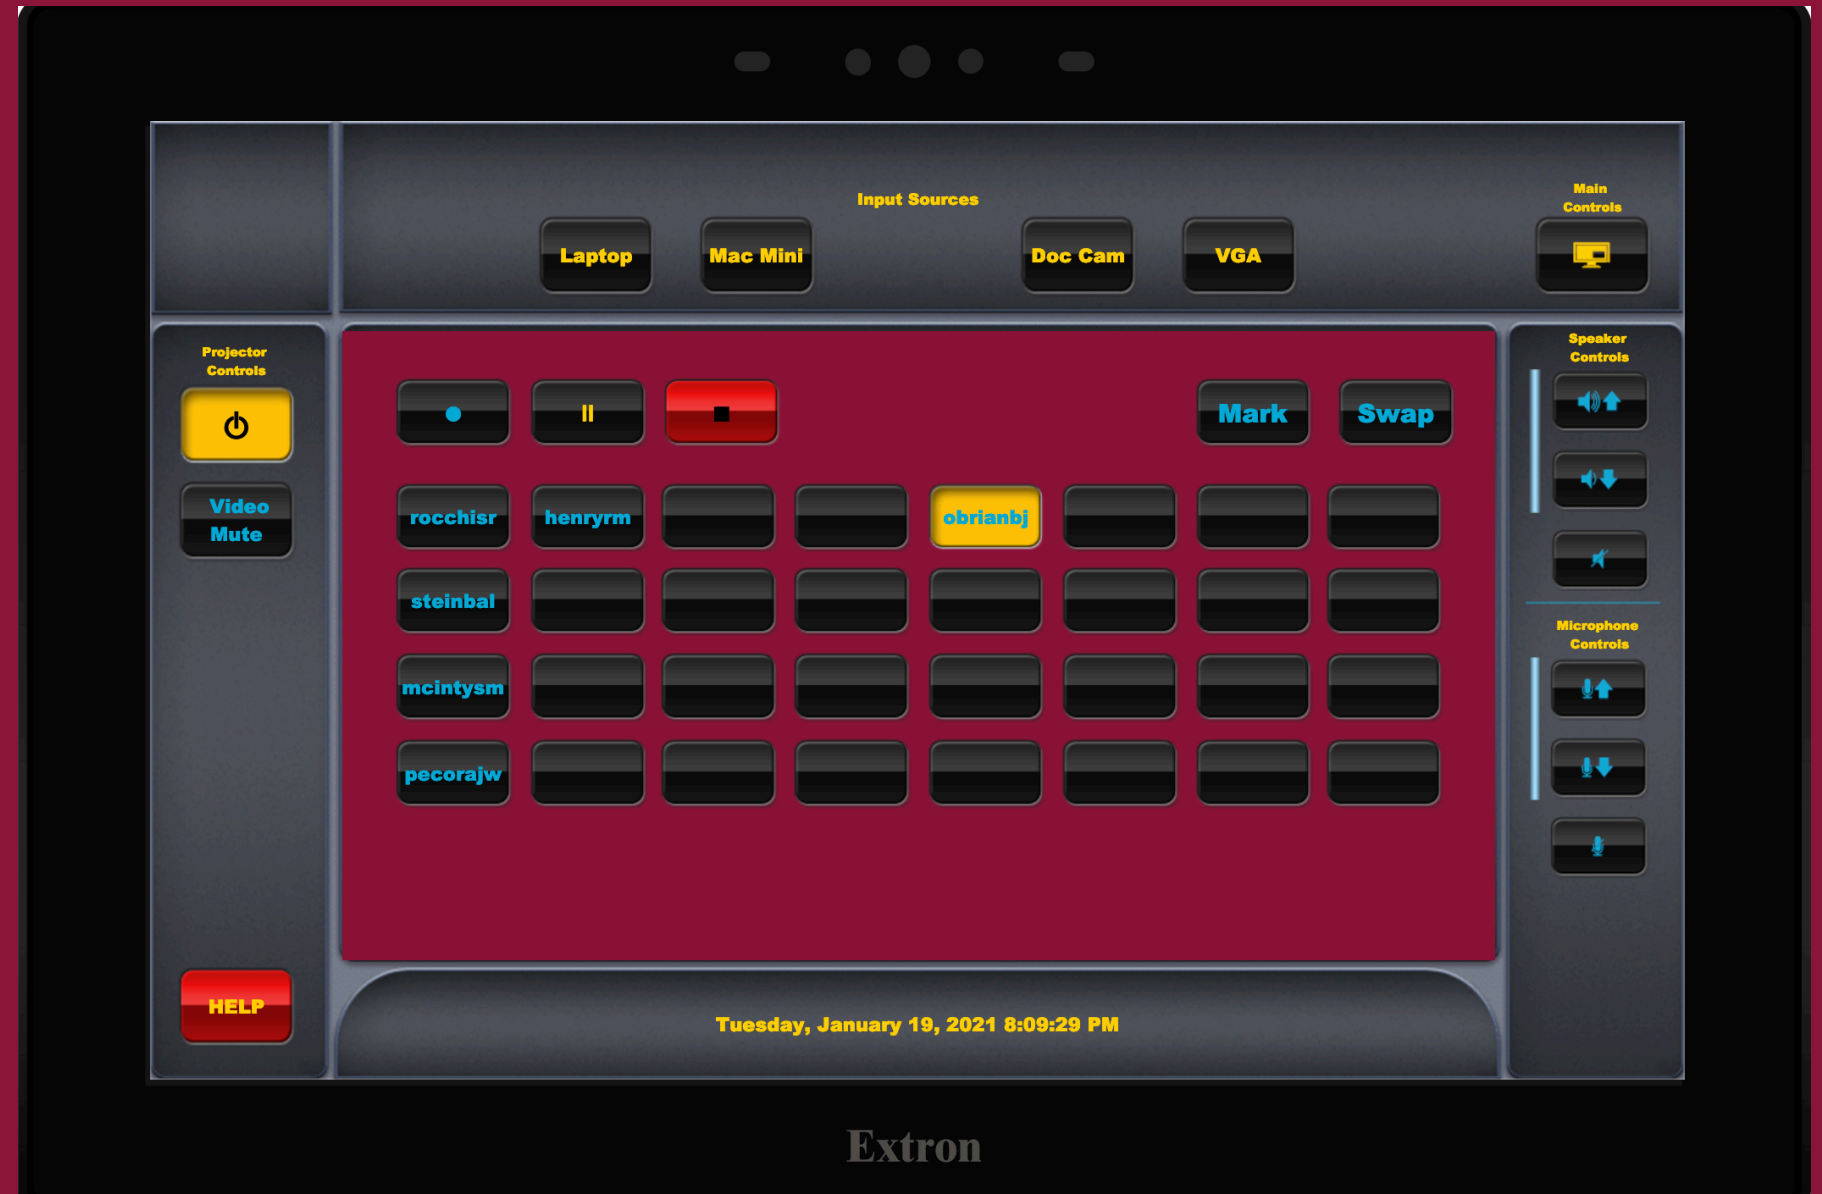 Input Sources
Main
Controls
Laptop
Mac Mini
Doc Cam
VGA
Projector
Controls
Video
Mute
HELP
Mark
Swap
rocchisr
henryrm
obrianbj
steinbal
mcintysm
pecorajw
Speaker
Controls
Microphone
Controls
Tuesday, January 19, 2021 8:09:29 PM
Extron